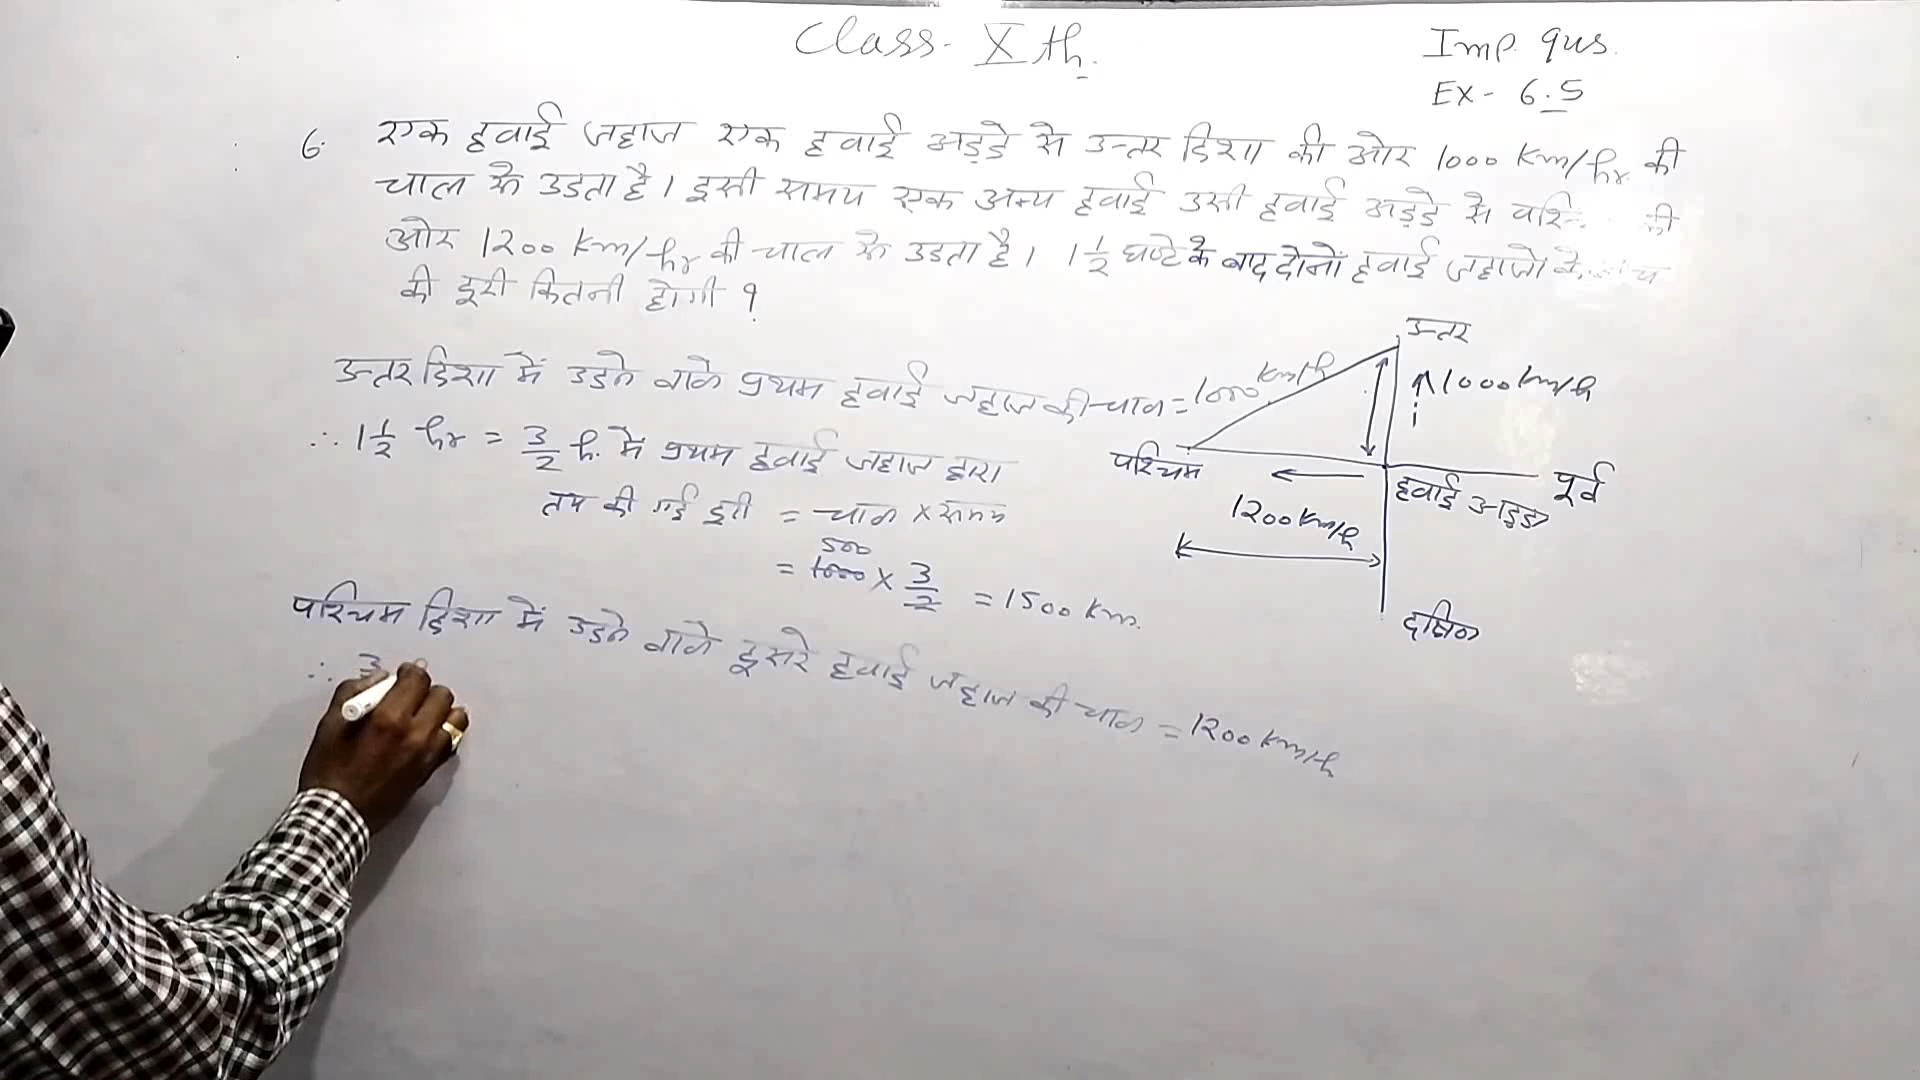 Class- Xth.
Imp. qus.
Ex- 6.5
6. एक हवाई जहाज एक हवाई अड्डे से उत्तर दिशा की ओर 1000 km/hr की
चाल से उडता है। इसी समय एक अन्य हवाई उसी हवाई अड्डे से की
ओर 1200 km/hr की चाल से उडता है। 1 1/2 घण्टे के बाद दोनों हवाई जहाजो के
की दूरी कितनी होगी ?
उत्तर दिशा में उडने वाले प्रथम हवाई जहाज की चाल = 1000 km/h
∴ 1 1/2 hr = 3/2 h. में प्रथम हवाई जहाज द्वारा
तय की गई दूरी = चाल × समय
500
= 1000 × 3/2 = 1500 km.
पश्चिम दिशा में उडने वाले दूसरे हवाई जहाज की चाल = 1200 km/h
∴ 3
उत्तर
1000 km/h
पश्चिम
पूर्व
हवाई अड्डा
1200 km/h
दक्षिण